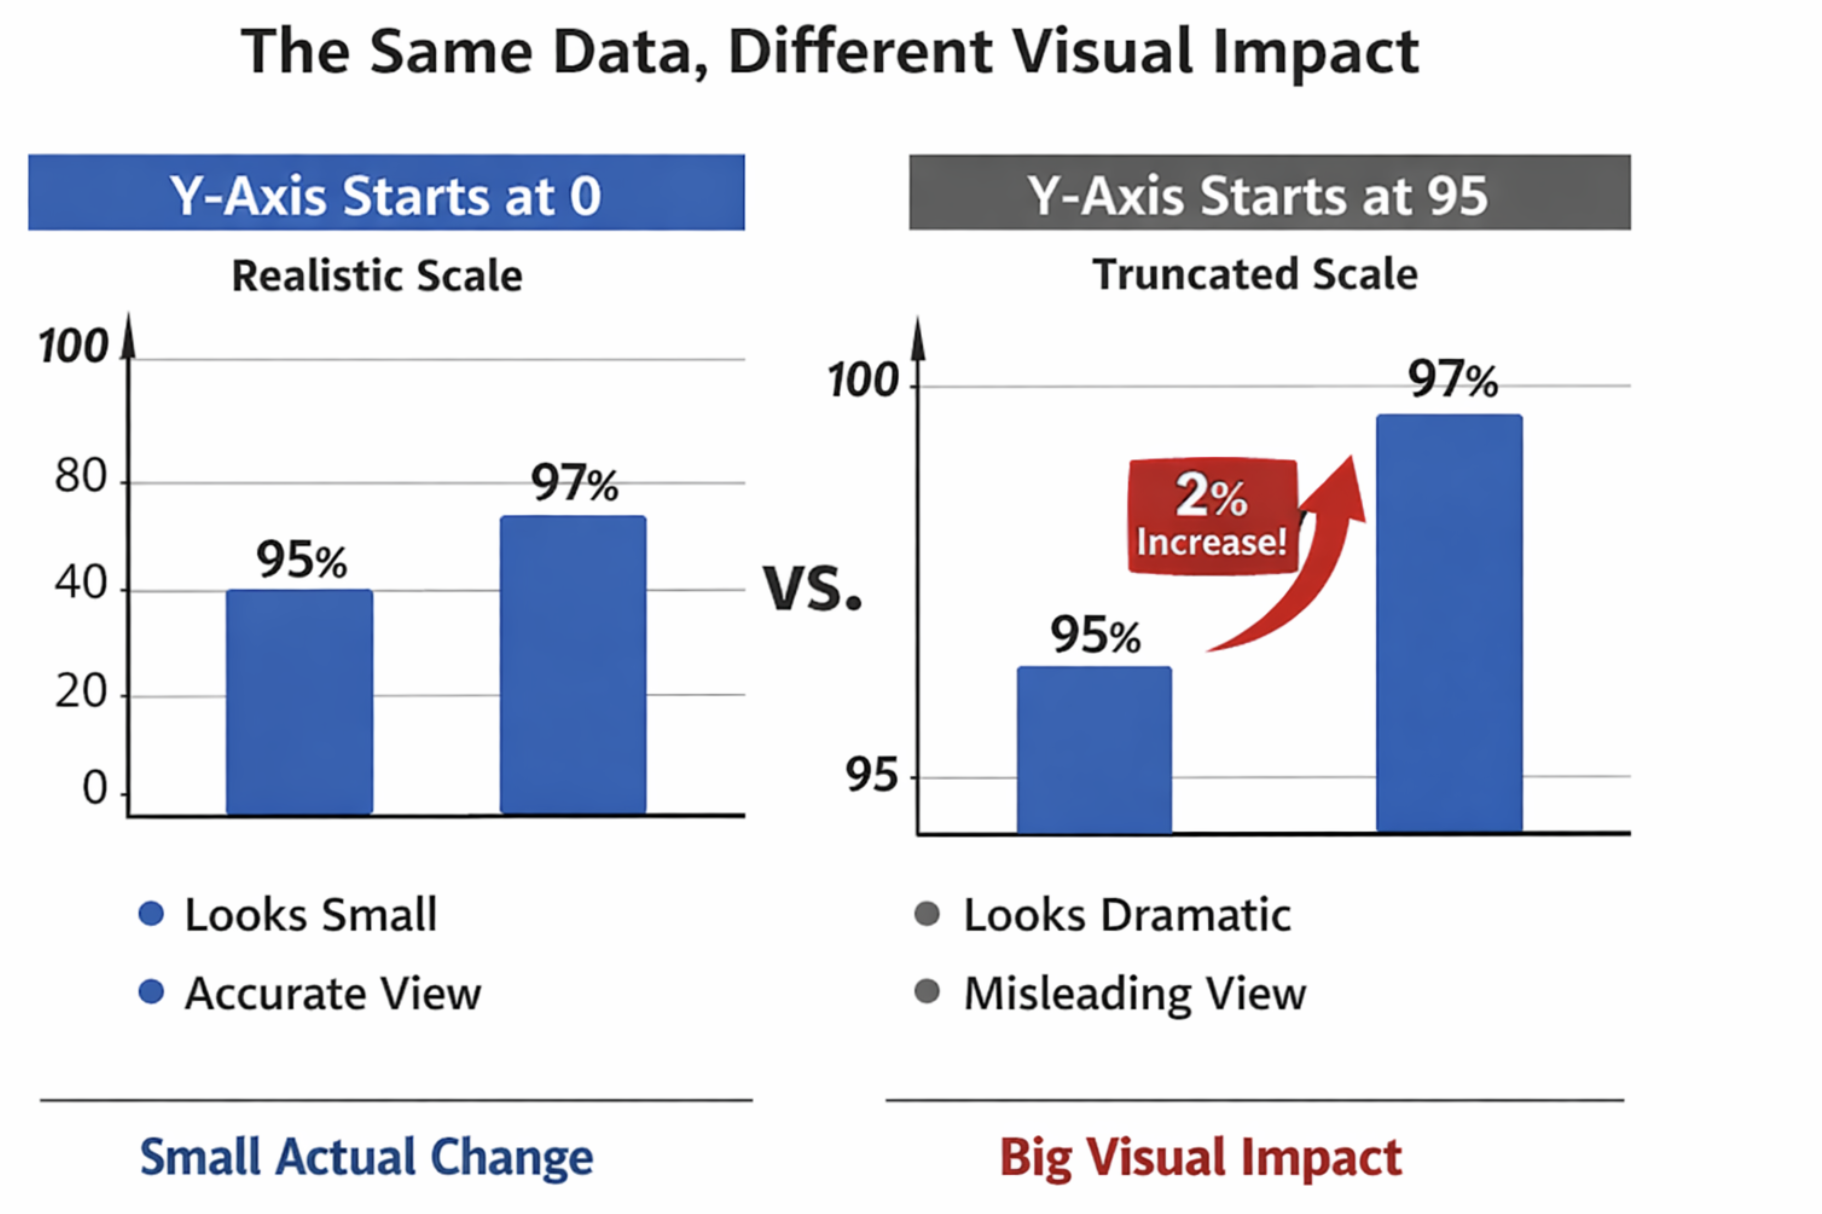 The Same Data, Different Visual Impact
Y-Axis Starts at 0
Realistic Scale
100
80
40
20
0
95%
97%
Looks Small
Accurate View
Small Actual Change
vs.
Y-Axis Starts at 95
Truncated Scale
100
95
95%
97%
2%
Increase!
Looks Dramatic
Misleading View
Big Visual Impact